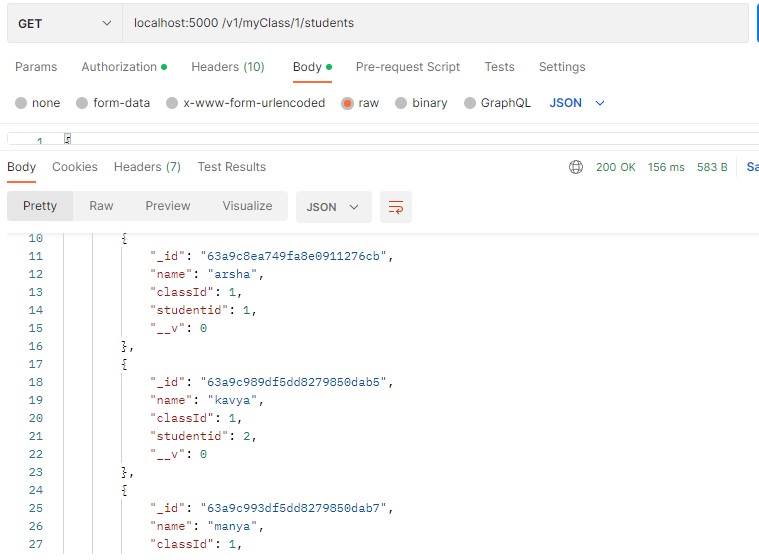 GET localhost:5000 /v1/myClass/1/students
Params Authorization Headers (10) Body Pre-request Script Tests Settings
none form-data x-www-form-urlencoded raw binary GraphQL JSON
1 {
Body Cookies Headers (7) Test Results 200 OK 156 ms 583 B Sa
Pretty Raw Preview Visualize JSON
10 {
11 "_id": "63a9c8ea749fa8e0911276cb",
12 "name": "arsha",
13 "classId": 1,
14 "studentid": 1,
15 "__v": 0
16 },
17 {
18 "_id": "63a9c989df5dd8279850dab5",
19 "name": "kavya",
20 "classId": 1,
21 "studentid": 2,
22 "__v": 0
23 },
24 {
25 "_id": "63a9c993df5dd8279850dab7",
26 "name": "manya",
27 "classId": 1,